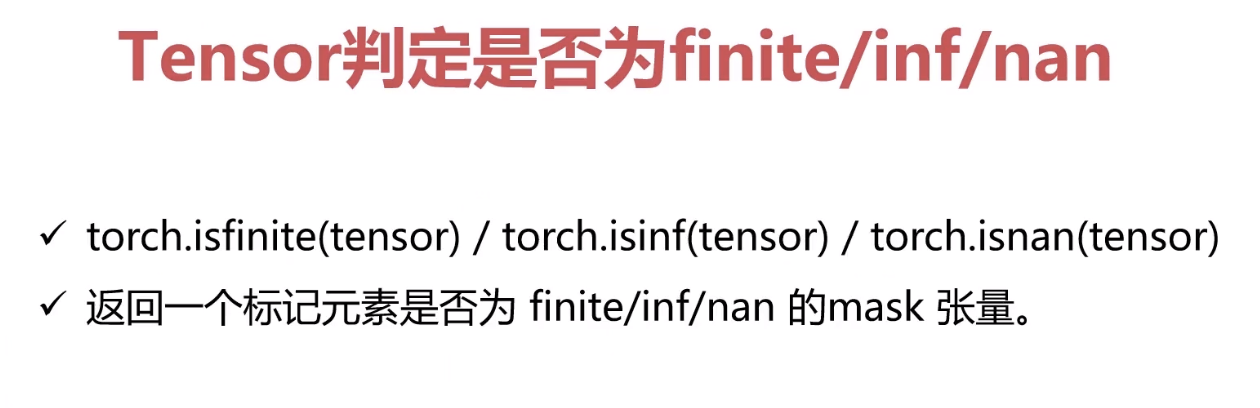 Tensor判定是否为finite/inf/nan
✓ torch.isfinite(tensor) / torch.isinf(tensor) / torch.isnan(tensor)
✓ 返回一个标记元素是否为 finite/inf/nan 的mask 张量。